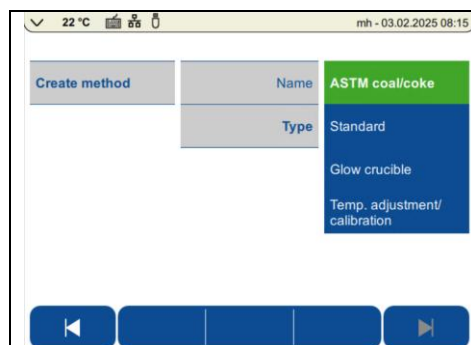 22 °C
mh - 03.02.2025 08:15
Create method
Name
ASTM coal/coke
Type
Standard
Glow crucible
Temp. adjustment/
calibration